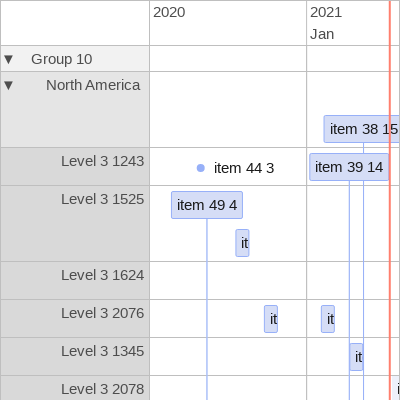 2020 2021
Jan
▼ Group 10
▼ North America
item 38 15
Level 3 1243 item 44 3 item 39 14
Level 3 1525 item 49 4
it
Level 3 1624
Level 3 2076 it it
Level 3 1345 it
Level 3 2078 i